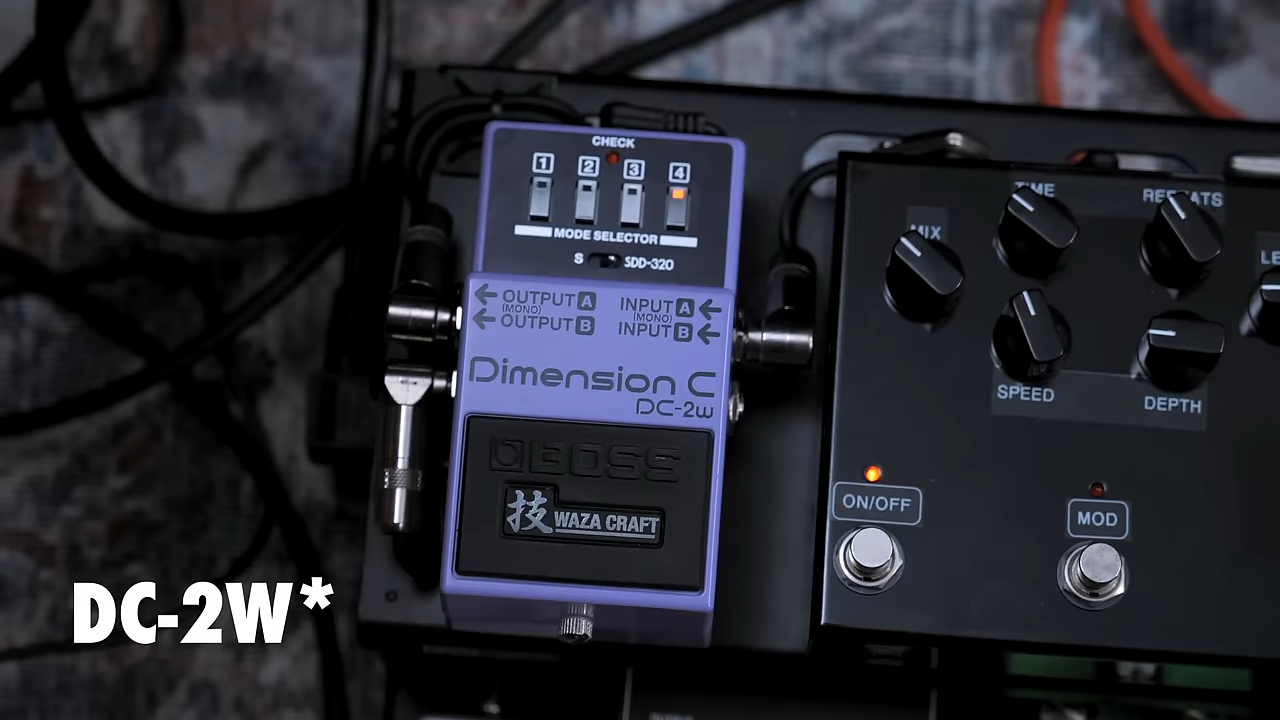 CHECK
1 2 3 4
MODE SELECTOR
S SDD-320
OUTPUT A
(MONO)
OUTPUT B
INPUT A
(MONO)
INPUT B
Dimension C
DC-2w
BOSS
技 WAZA CRAFT
MIX
TIME
REPEATS
SPEED
DEPTH
ON/OFF
MOD
DC-2W*